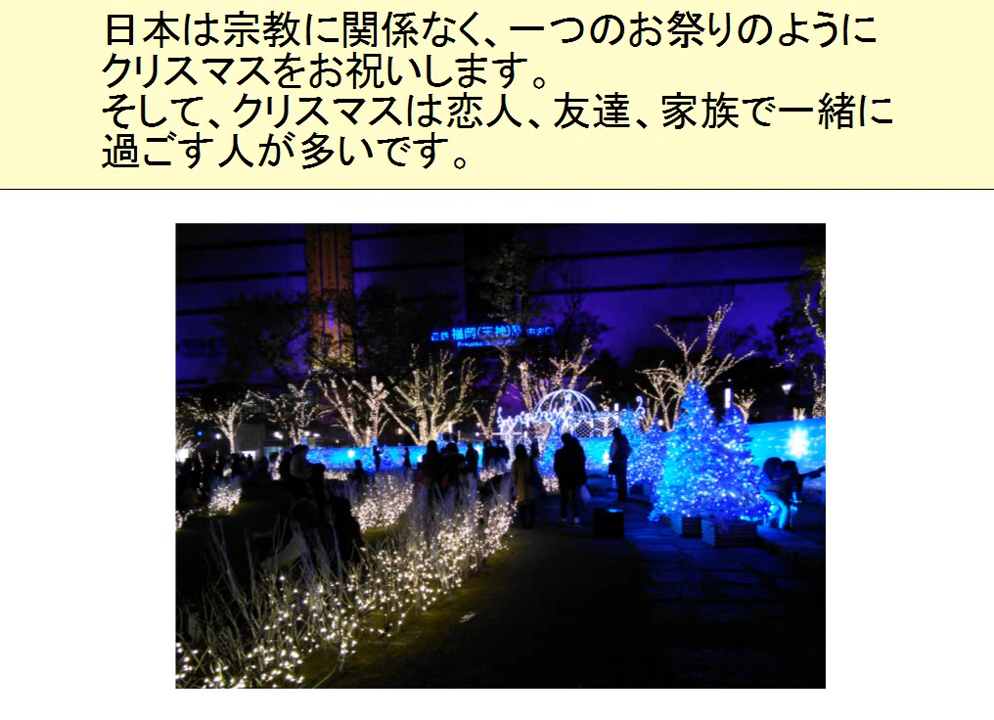 日本は宗教に関係なく、一つのお祭りのように
クリスマスをお祝いします。
そして、クリスマスは恋人、友達、家族で一緒に
過ごす人が多いです。
福岡(天神)駅